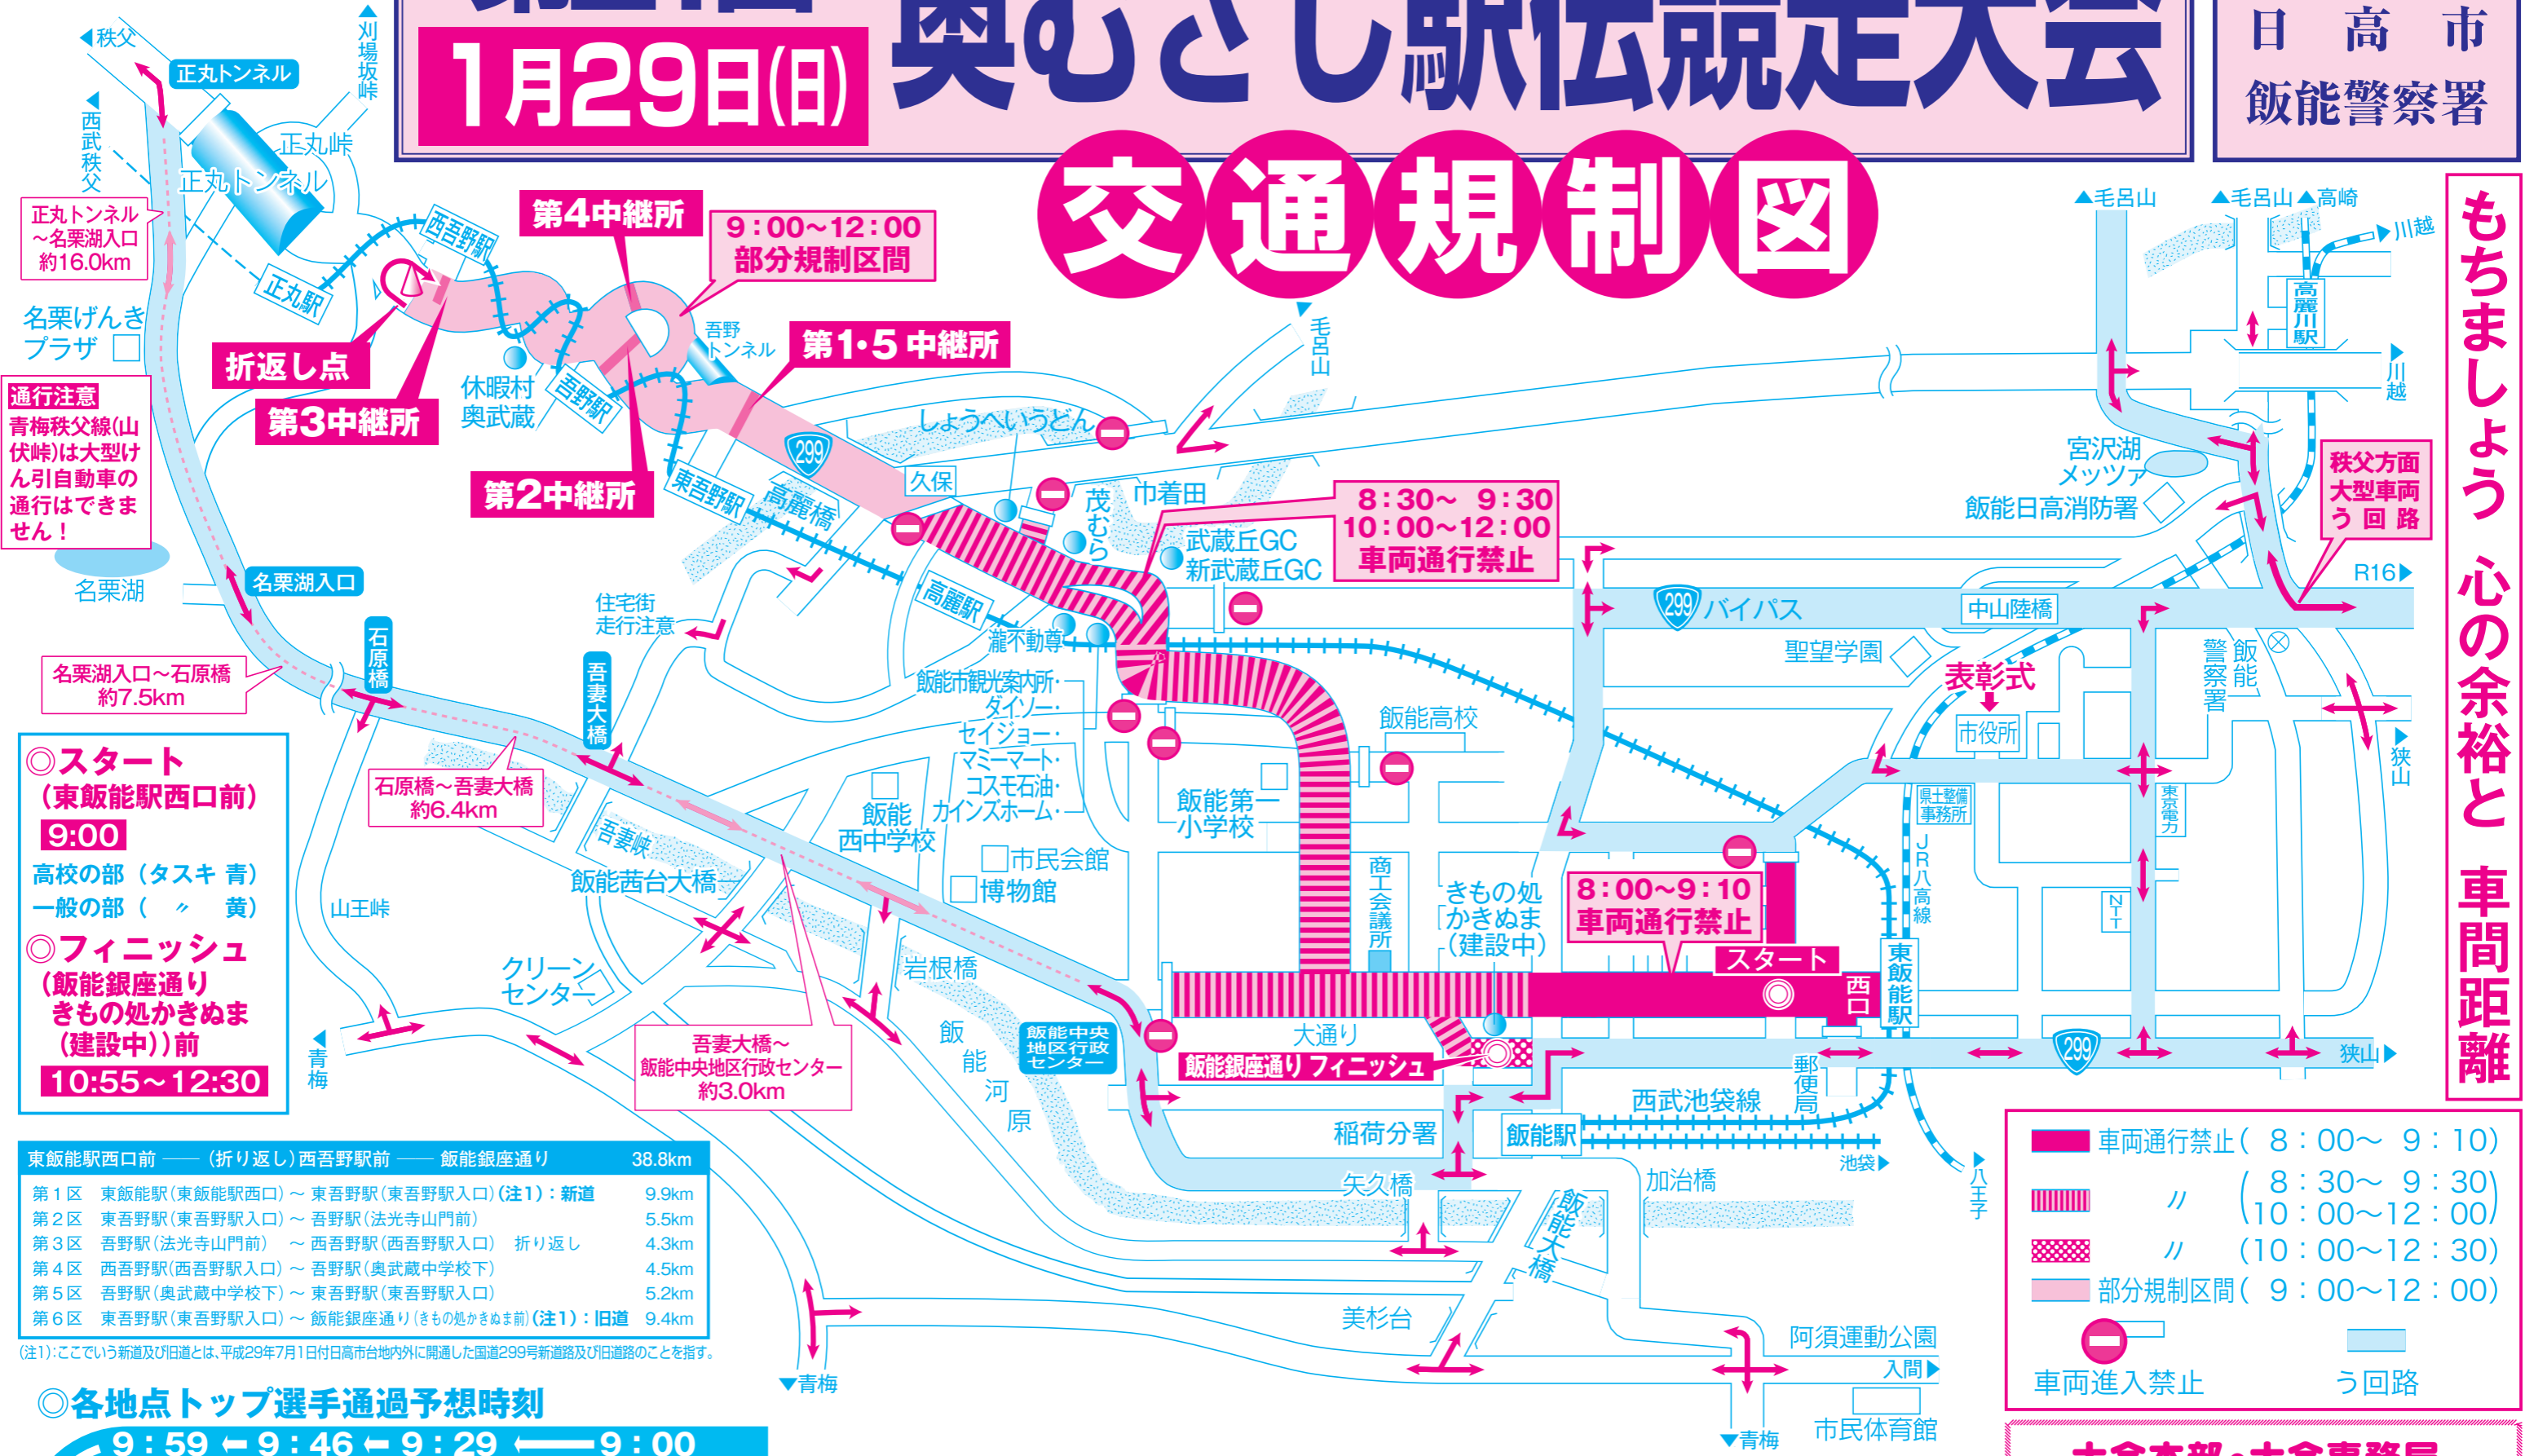 1月29日(日)
奥むさし駅伝競走大会
交通規制図
日高市
飯能警察署
もちましょう 心の余裕と 車間距離
◀秩父
▲刈場坂峠
正丸トンネル
◀西武秩父
正丸峠
正丸トンネル
正丸トンネル
～名栗湖入口
約16.0km
西吾野駅
正丸駅
第4中継所
9:00～12:00
部分規制区間
名栗げんき
プラザ
折返し点
第3中継所
休暇村
奥武蔵
吾野駅
吾野
トンネル
第1・5中継所
第2中継所
通行注意
青梅秩父線(山
伏峠)は大型け
ん引自動車の
通行はできま
せん！
名栗湖
名栗湖入口
299
しょうへいうどん
久保
東吾野駅
高麗橋
茂むら
巾着田
▲毛呂山
▲毛呂山
▲毛呂山
▲高崎
▶川越
高麗川駅
▶川越
8:30～9:30
10:00～12:00
車両通行禁止
武蔵丘GC
新武蔵丘GC
宮沢湖
メッツァ
飯能日高消防署
秩父方面
大型車両
う回路
R16▶
299バイパス
中山陸橋
高麗駅
瀧不動尊
住宅街
走行注意
石原橋
吾妻大橋
名栗湖入口～石原橋
約7.5km
飯能市観光案内所・
ダイソー・
セイジョー・
マミーマート・
コスモ石油・
カインズホーム・
聖望学園
表彰式
市役所
飯能警察署
飯能高校
▶狭山
◎スタート
(東飯能駅西口前)
9:00
高校の部（タスキ 青）
一般の部（ 〃 黄）
◎フィニッシュ
(飯能銀座通り
きもの処かきぬま
(建設中))前
10:55～12:30
石原橋～吾妻大橋
約6.4km
吾妻峡
飯能
西中学校
飯能第一
小学校
県土整備
事務所
東京電力
JR八高線
飯能茜台大橋
市民会館
博物館
商工会議所
きもの処
かきぬま
(建設中)
8:00～9:10
車両通行禁止
スタート
西口
東飯能駅
NTT
山王峠
クリーン
センター
岩根橋
◀青梅
飯能河原
飯能中央
地区行政
センター
大通り
飯能銀座通り フィニッシュ
299
狭山▶
郵便局
吾妻大橋～
飯能中央地区行政センター
約3.0km
西武池袋線
稲荷分署
飯能駅
池袋▶
▶八王子
矢久橋
飯能大橋
加治橋
美杉台
阿須運動公園
入間▶
市民体育館
▼青梅
▼青梅
東飯能駅西口前 ── (折り返し)西吾野駅前 ── 飯能銀座通り 38.8km
第1区 東飯能駅(東飯能駅西口)～東吾野駅(東吾野駅入口)(注1)：新道 9.9km
第2区 東吾野駅(東吾野駅入口)～吾野駅(法光寺山門前) 5.5km
第3区 吾野駅(法光寺山門前) ～西吾野駅(西吾野駅入口) 折り返し 4.3km
第4区 西吾野駅(西吾野駅入口)～吾野駅(奥武蔵中学校下) 4.5km
第5区 吾野駅(奥武蔵中学校下)～東吾野駅(東吾野駅入口) 5.2km
第6区 東吾野駅(東吾野駅入口)～飯能銀座通り(きもの処かきぬま前)(注1)：旧道 9.4km
(注1)：ここでいう新道及び旧道とは、平成29年7月1日付日高市台地内外に開通した国道299号新道路及び旧道路のことを指す。
◎各地点トップ選手通過予想時刻
9:59 ← 9:46 ← 9:29 ← 9:00
車両通行禁止( 8:00～ 9:10)
〃 ( 8:30～ 9:30)
(10:00～12:00)
〃 (10:00～12:30)
部分規制区間( 9:00～12:00)
車両進入禁止
う回路
大会本部・大会事務局